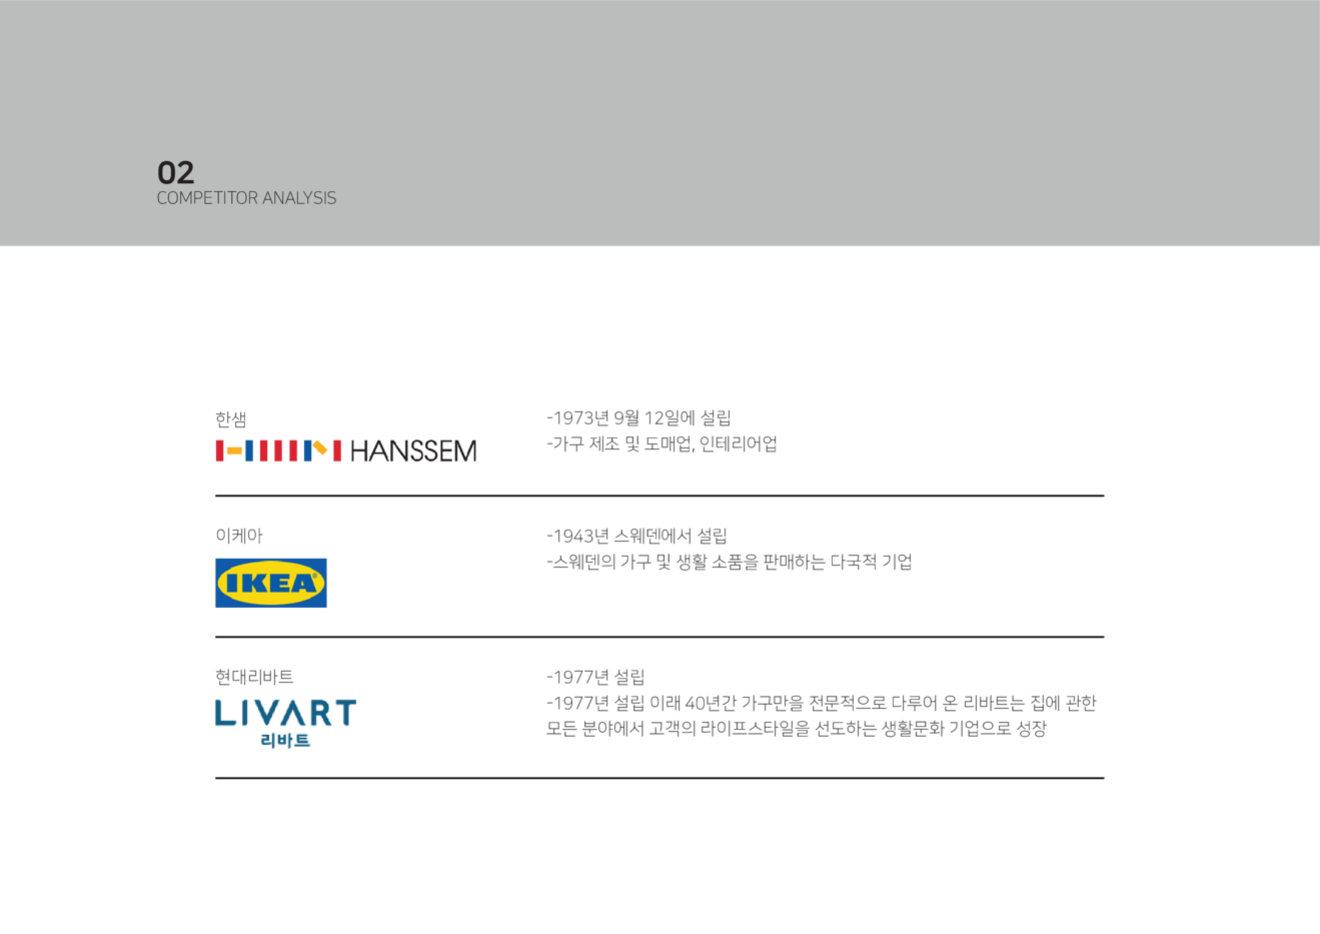 02
COMPETITOR ANALYSIS
한샘
HANSSEM
-1973년 9월 12일에 설립
-가구 제조 및 도매업, 인테리어업
이케아
IKEA®
-1943년 스웨덴에서 설립
-스웨덴의 가구 및 생활 소품을 판매하는 다국적 기업
현대리바트
LIVART
리바트
-1977년 설립
-1977년 설립 이래 40년간 가구만을 전문적으로 다루어 온 리바트는 집에 관한
모든 분야에서 고객의 라이프스타일을 선도하는 생활문화 기업으로 성장